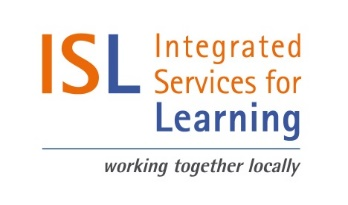 ISL Integrated
Services for
Learning
working together locally